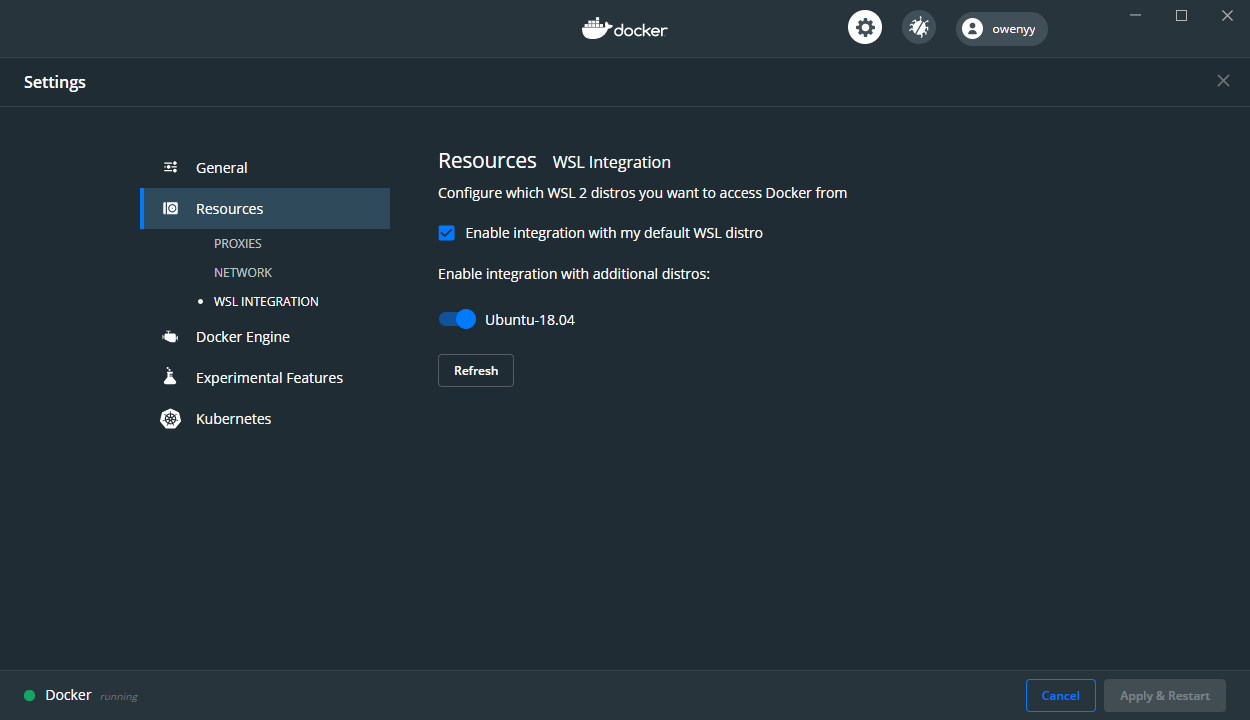 docker
owenyy
Settings
General
Resources
PROXIES
NETWORK
WSL INTEGRATION
Docker Engine
Experimental Features
Kubernetes
Resources WSL Integration
Configure which WSL 2 distros you want to access Docker from
Enable integration with my default WSL distro
Enable integration with additional distros:
Ubuntu-18.04
Refresh
Docker running
Cancel
Apply & Restart